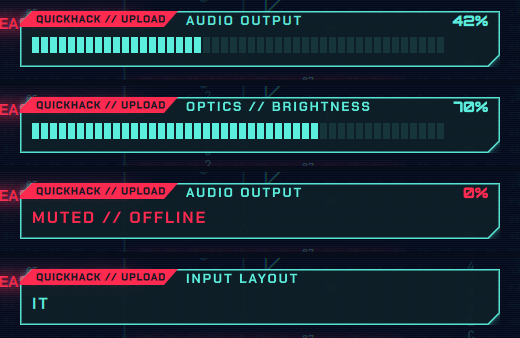 QUICKHACK // UPLOAD AUDIO OUTPUT 42%
QUICKHACK // UPLOAD OPTICS // BRIGHTNESS 70%
QUICKHACK // UPLOAD AUDIO OUTPUT 0%
MUTED // OFFLINE
QUICKHACK // UPLOAD INPUT LAYOUT
IT